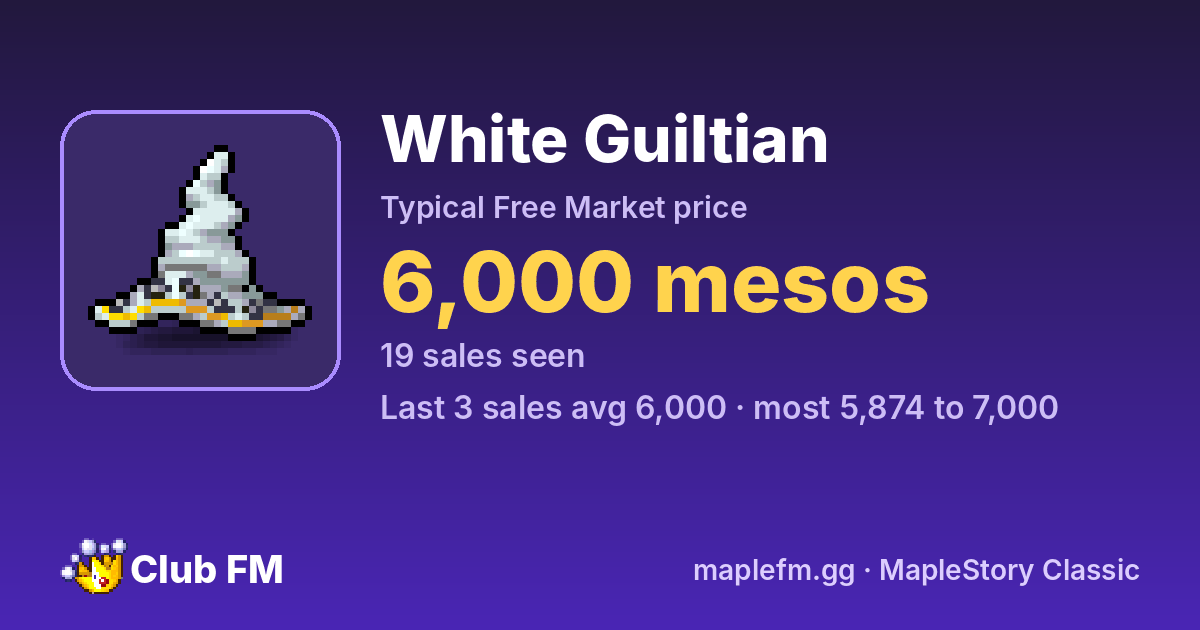 White Guiltian
Typical Free Market price
6,000 mesos
19 sales seen
Last 3 sales avg 6,000 · most 5,874 to 7,000
Club FM
maplefm.gg · MapleStory Classic